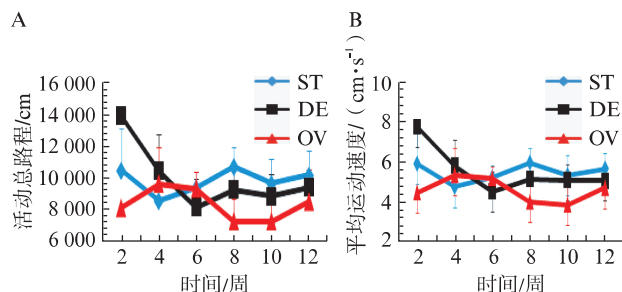 A
活动总路程/cm
16 000
14 000
12 000
10 000
8 000
6 000
ST
DE
OV
2 4 6 8 10 12
时间/周
B
平均运动速度/（cm·s⁻¹）
10
8
6
4
2
ST
DE
OV
2 4 6 8 10 12
时间/周